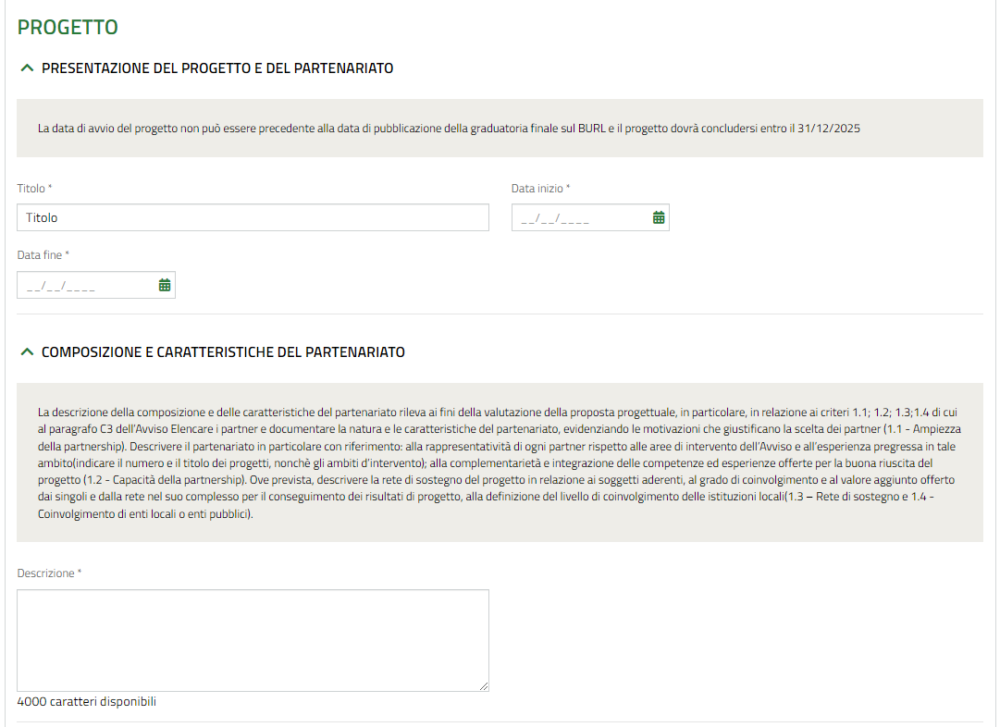 PROGETTO
PRESENTAZIONE DEL PROGETTO E DEL PARTENARIATO
La data di avvio del progetto non può essere precedente alla data di pubblicazione della graduatoria finale sul BURL e il progetto dovrà concludersi entro il 31/12/2025
Titolo * Data inizio *
Titolo __/__/____
Data fine *
__/__/____
COMPOSIZIONE E CARATTERISTICHE DEL PARTENARIATO
La descrizione della composizione e delle caratteristiche del partenariato rileva ai fini della valutazione della proposta progettuale, in particolare, in relazione ai criteri 1.1; 1.2; 1.3;1.4 di cui
al paragrafo C3 dell’Avviso Elencare i partner e documentare la natura e le caratteristiche del partenariato, evidenziando le motivazioni che giustificano la scelta dei partner (1.1 - Ampiezza
della partnership). Descrivere il partenariato in particolare con riferimento: alla rappresentatività di ogni partner rispetto alle aree di intervento dell’Avviso e all’esperienza pregressa in tale
ambito(indicare il numero e il titolo dei progetti, nonchè gli ambiti d’intervento); alla complementarietà e integrazione delle competenze ed esperienze offerte per la buona riuscita del
progetto (1.2 - Capacità della partnership). Ove prevista, descrivere la rete di sostegno del progetto in relazione ai soggetti aderenti, al grado di coinvolgimento e al valore aggiunto offerto
dai singoli e dalla rete nel suo complesso per il conseguimento dei risultati di progetto, alla definizione del livello di coinvolgimento delle istituzioni locali(1.3 – Rete di sostegno e 1.4 -
Coinvolgimento di enti locali o enti pubblici).
Descrizione *
4000 caratteri disponibili